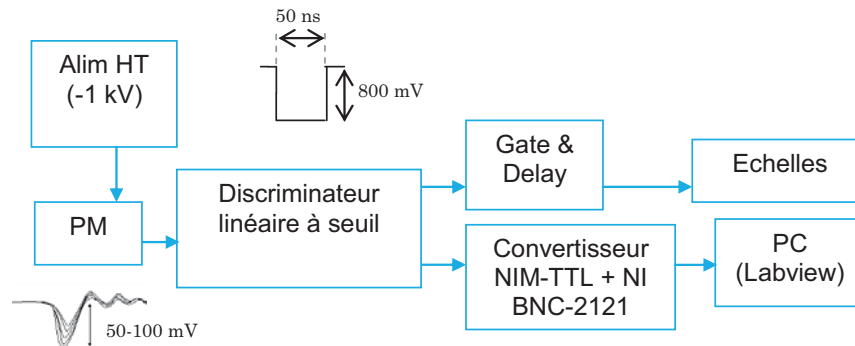 50 ns
Alim HT
(-1 kV)
800 mV
Gate &
Delay
Echelles
Discriminateur
linéaire à seuil
PM
Convertisseur
NIM-TTL + NI
BNC-2121
PC
(Labview)
50-100 mV